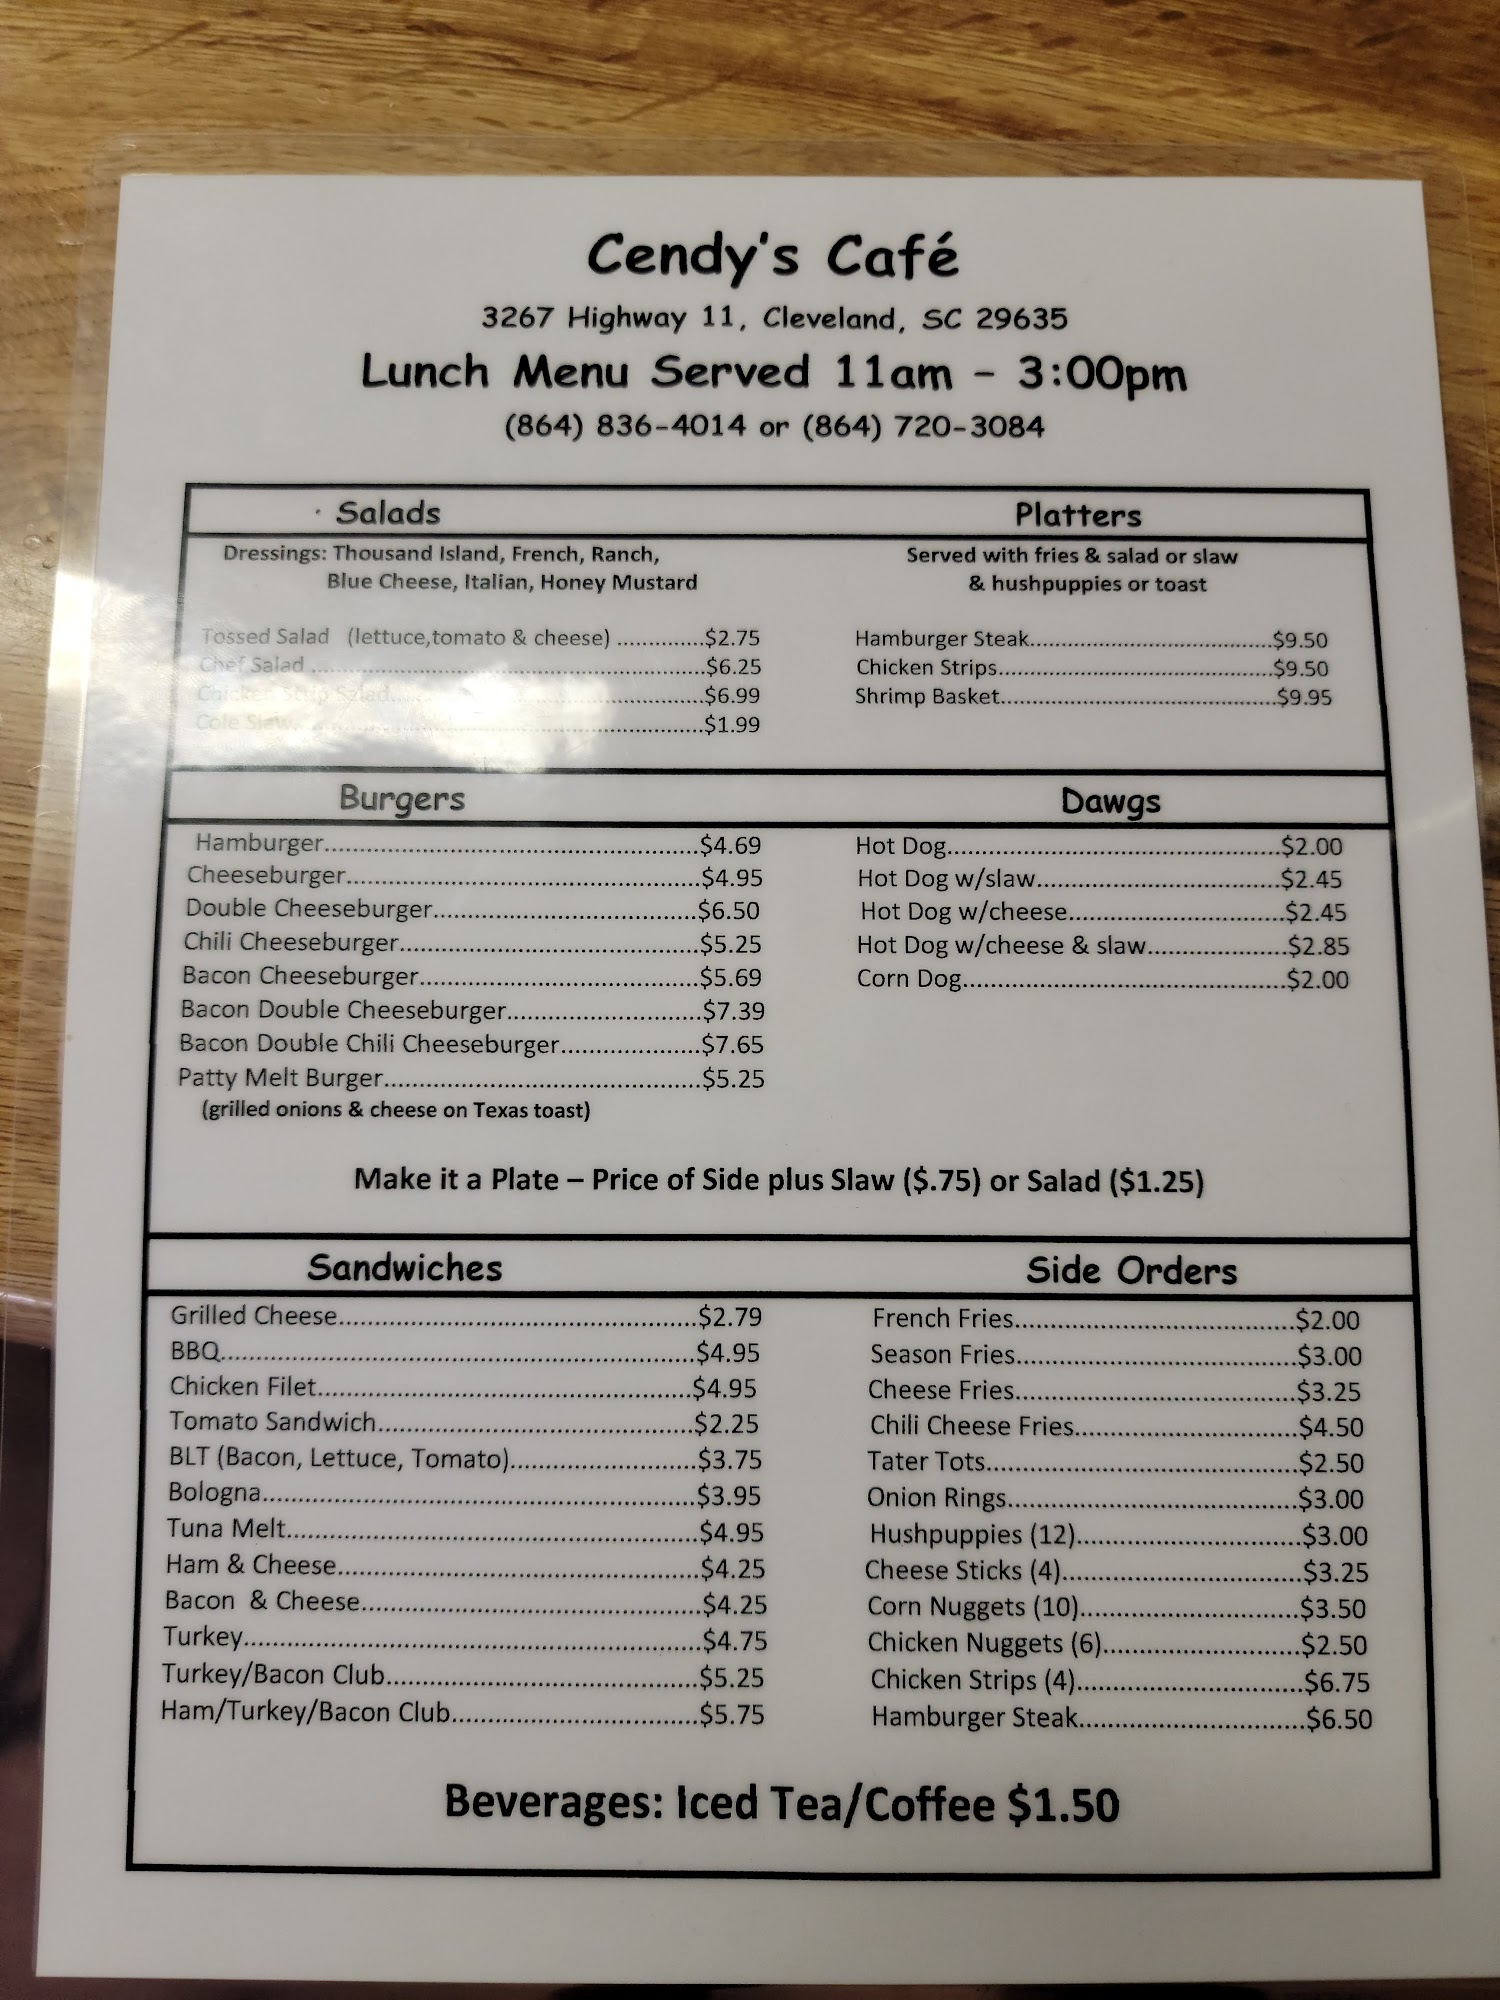 Cendy's Café
3267 Highway 11, Cleveland, SC 29635
Lunch Menu Served 11am - 3:00pm
(864) 836-4014 or (864) 720-3084
Salads
Dressings: Thousand Island, French, Ranch,
Blue Cheese, Italian, Honey Mustard
Tossed Salad (lettuce,tomato & cheese) ..............$2.75
Chef Salad ..............$6.25
Chicken Strip Salad..............$6.99
Cole Slaw..............$1.99
Platters
Served with fries & salad or slaw
& hushpuppies or toast
Hamburger Steak..............$9.50
Chicken Strips..............$9.50
Shrimp Basket..............$9.95
Burgers
Hamburger..............$4.69
Cheeseburger..............$4.95
Double Cheeseburger..............$6.50
Chili Cheeseburger..............$5.25
Bacon Cheeseburger..............$5.69
Bacon Double Cheeseburger..............$7.39
Bacon Double Chili Cheeseburger..............$7.65
Patty Melt Burger..............$5.25
(grilled onions & cheese on Texas toast)
Dawgs
Hot Dog..............$2.00
Hot Dog w/slaw..............$2.45
Hot Dog w/cheese..............$2.45
Hot Dog w/cheese & slaw..............$2.85
Corn Dog..............$2.00
Make it a Plate – Price of Side plus Slaw ($.75) or Salad ($1.25)
Sandwiches
Grilled Cheese..............$2.79
BBQ..............$4.95
Chicken Filet..............$4.95
Tomato Sandwich..............$2.25
BLT (Bacon, Lettuce, Tomato)..............$3.75
Bologna..............$3.95
Tuna Melt..............$4.95
Ham & Cheese..............$4.25
Bacon & Cheese..............$4.25
Turkey..............$4.75
Turkey/Bacon Club..............$5.25
Ham/Turkey/Bacon Club..............$5.75
Side Orders
French Fries..............$2.00
Season Fries..............$3.00
Cheese Fries..............$3.25
Chili Cheese Fries..............$4.50
Tater Tots..............$2.50
Onion Rings..............$3.00
Hushpuppies (12)..............$3.00
Cheese Sticks (4)..............$3.25
Corn Nuggets (10)..............$3.50
Chicken Nuggets (6)..............$2.50
Chicken Strips (4)..............$6.75
Hamburger Steak..............$6.50
Beverages: Iced Tea/Coffee $1.50